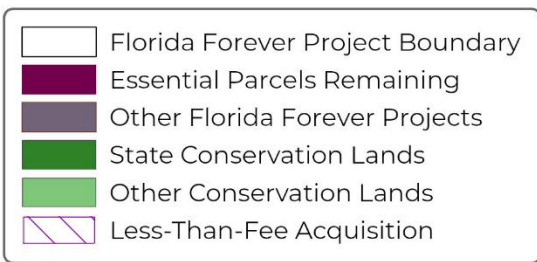 Florida Forever Project Boundary
Essential Parcels Remaining
Other Florida Forever Projects
State Conservation Lands
Other Conservation Lands
Less-Than-Fee Acquisition